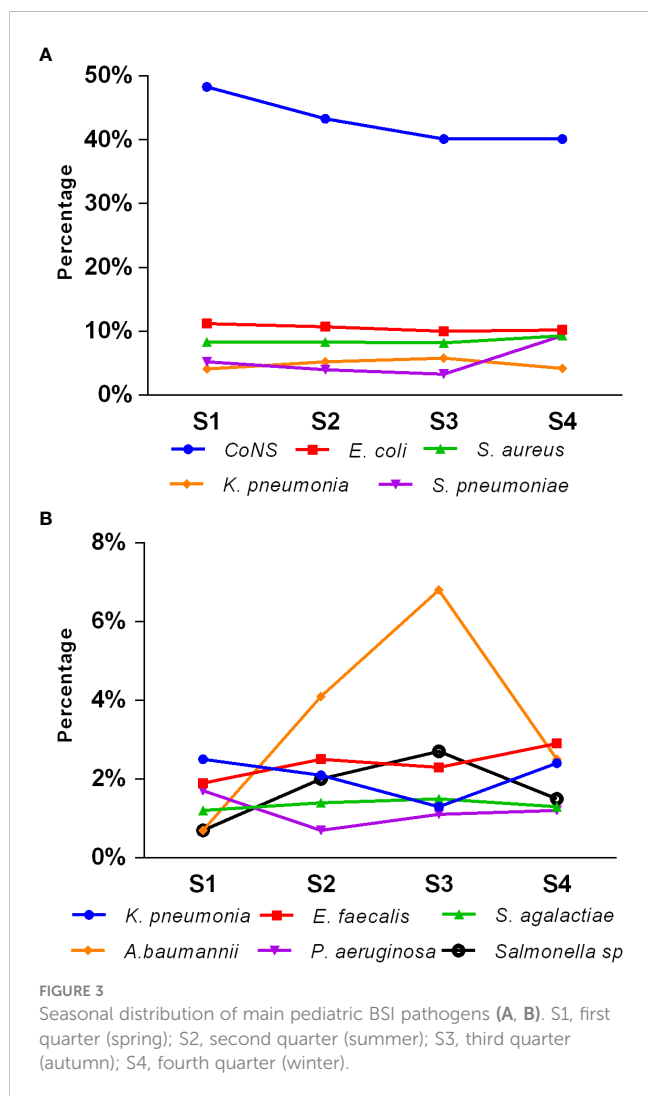 A
50%
40%
30%
20%
10%
0%
Percentage
S1 S2 S3 S4
CoNS E. coli S. aureus
K. pneumonia S. pneumoniae
B
8%
6%
4%
2%
0%
Percentage
S1 S2 S3 S4
K. pneumonia E. faecalis S. agalactiae
A.baumannii P. aeruginosa Salmonella sp
FIGURE 3
Seasonal distribution of main pediatric BSI pathogens (A, B). S1, first
quarter (spring); S2, second quarter (summer); S3, third quarter
(autumn); S4, fourth quarter (winter).